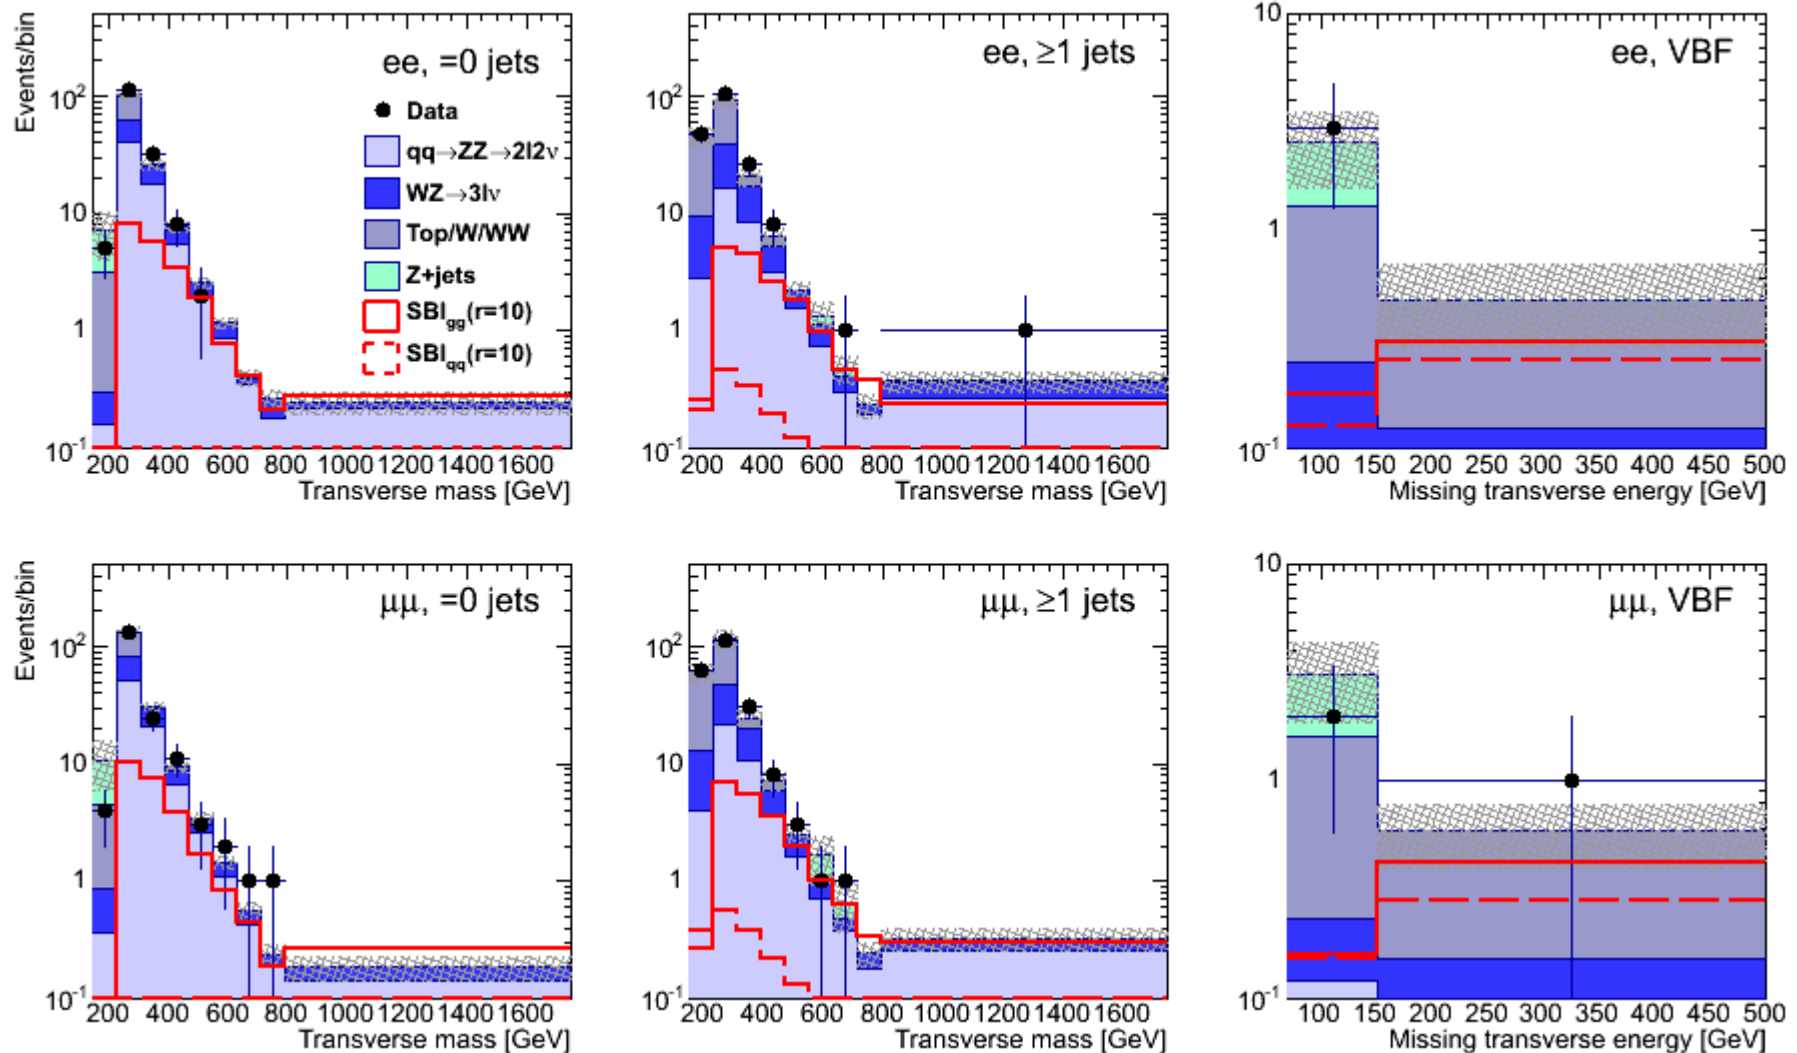 Events/bin
ee, =0 jets
10²
10
1
10⁻¹
Data
qq→ZZ→2l2ν
WZ→3lν
Top/W/WW
Z+jets
SBI_gg(r=10)
SBI_qq(r=10)
200 400 600 800 1000 1200 1400 1600
Transverse mass [GeV]
ee, ≥1 jets
10²
10
1
10⁻¹
200 400 600 800 1000 1200 1400 1600
Transverse mass [GeV]
ee, VBF
10
1
10⁻¹
100 150 200 250 300 350 400 450 500
Missing transverse energy [GeV]
Events/bin
μμ, =0 jets
10²
10
1
10⁻¹
200 400 600 800 1000 1200 1400 1600
Transverse mass [GeV]
μμ, ≥1 jets
10²
10
1
10⁻¹
200 400 600 800 1000 1200 1400 1600
Transverse mass [GeV]
μμ, VBF
10
1
10⁻¹
100 150 200 250 300 350 400 450 500
Missing transverse energy [GeV]